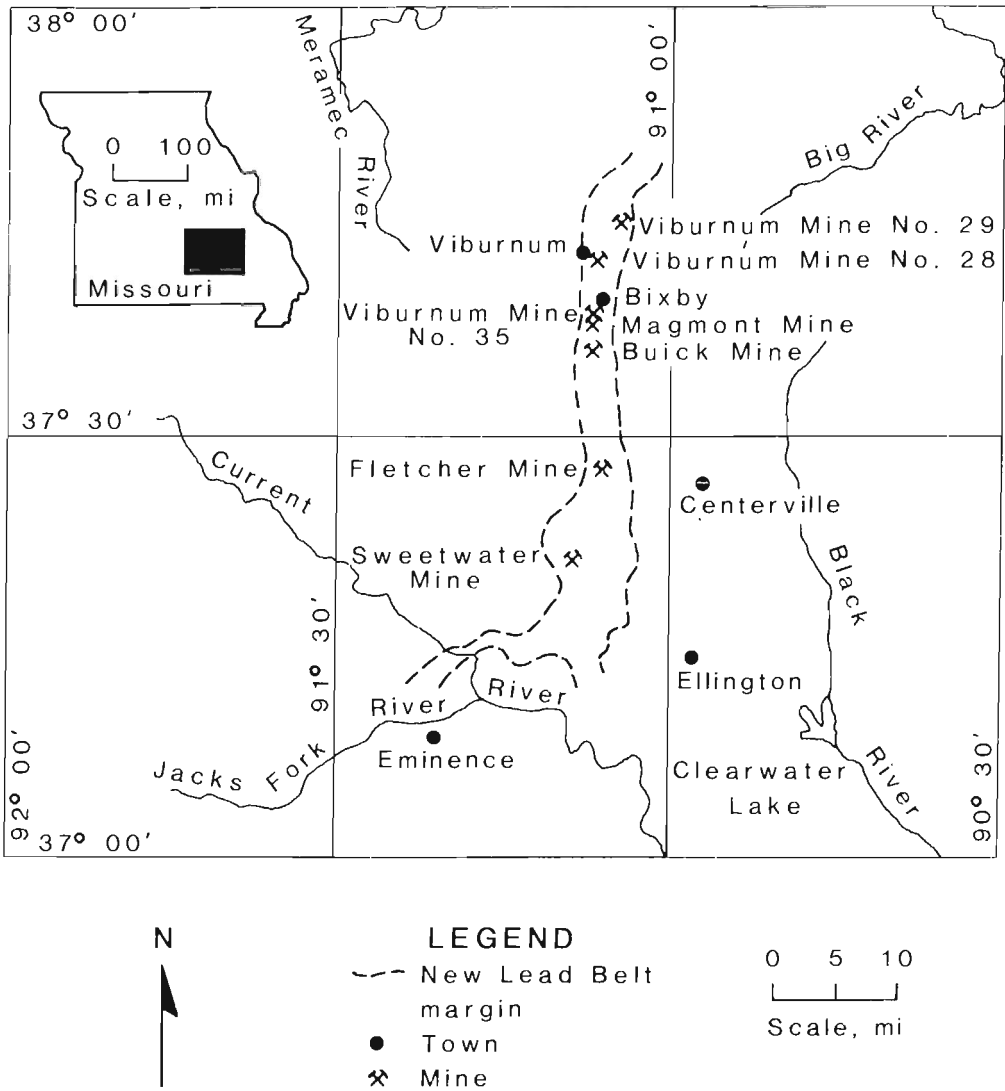 38° 00'
Meramec River
91° 00'
Big River
0 100
Scale, mi
Missouri
Viburnum Mine No. 29
Viburnum
Viburnum Mine No. 28
Bixby
Viburnum Mine
No. 35
Magmont Mine
Buick Mine
37° 30'
Current
Fletcher Mine
Centerville
Sweetwater
Mine
Black
91° 30'
Ellington
River
River
Eminence
Jacks Fork
Clearwater
Lake
River
92° 00'
90° 30'
37° 00'
N
LEGEND
New Lead Belt
margin
Town
Mine
0 5 10
Scale, mi